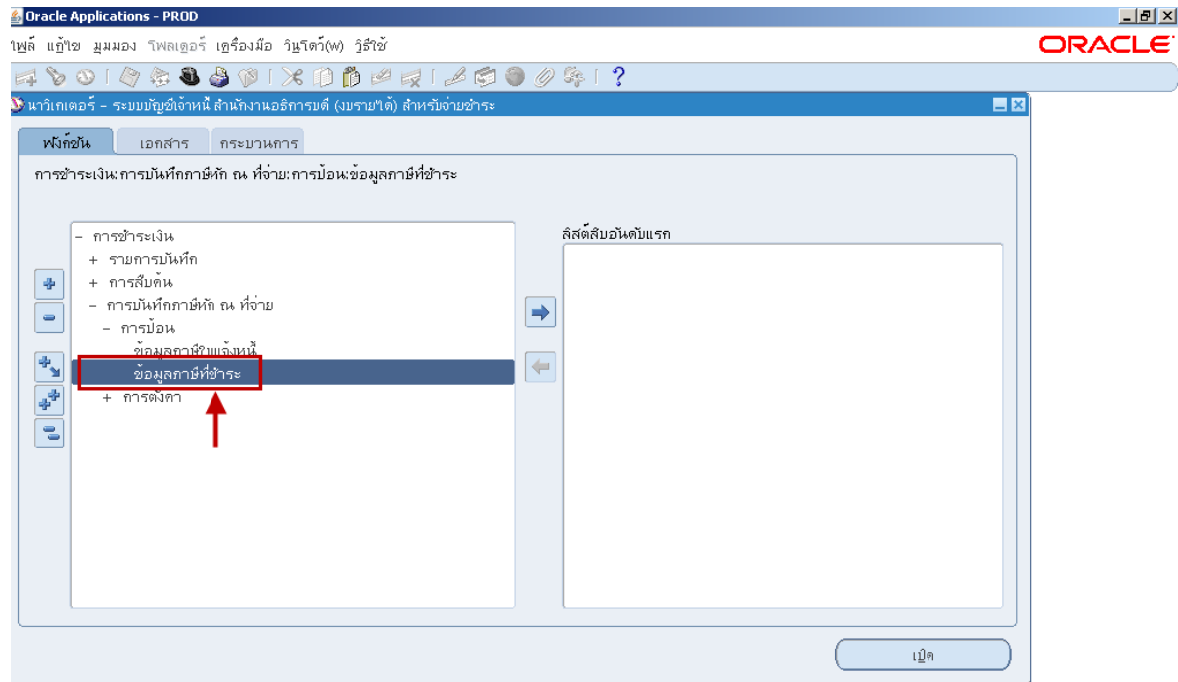 Oracle Applications - PROD
ไฟล์ แก้ไข มุมมอง โฟลเดอร์ เครื่องมือ วินโดว์(W) วิธีใช้
ORACLE
นาวิเกเตอร์ - ระบบบัญชีเจ้าหนี้ สำนักงานอธิการบดี (งบรายได้) สำหรับจ่ายชำระ
ฟังก์ชัน เอกสาร กระบวนการ
การชำระเงิน:การบันทึกภาษีหัก ณ ที่จ่าย:การป้อน:ข้อมูลภาษีที่ชำระ
- การชำระเงิน
ลิสต์สิบอันดับแรก
+ รายการบันทึก
+ การสืบค้น
- การบันทึกภาษีหัก ณ ที่จ่าย
- การป้อน
ข้อมูลภาษีใบแจ้งหนี้
ข้อมูลภาษีที่ชำระ
+ การตั้งค่า
เปิด